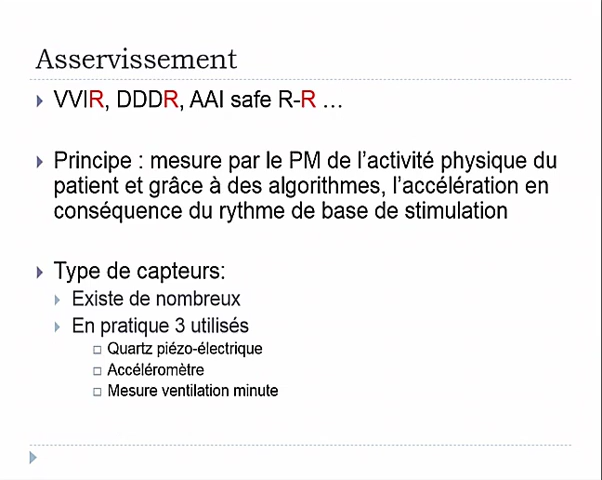 Asservissement
VVIR, DDDR, AAI safe R-R ...
Principe : mesure par le PM de l'activité physique du
patient et grâce à des algorithmes, l'accélération en
conséquence du rythme de base de stimulation
Type de capteurs:
Existe de nombreux
En pratique 3 utilisés
Quartz piézo-électrique
Accéléromètre
Mesure ventilation minute